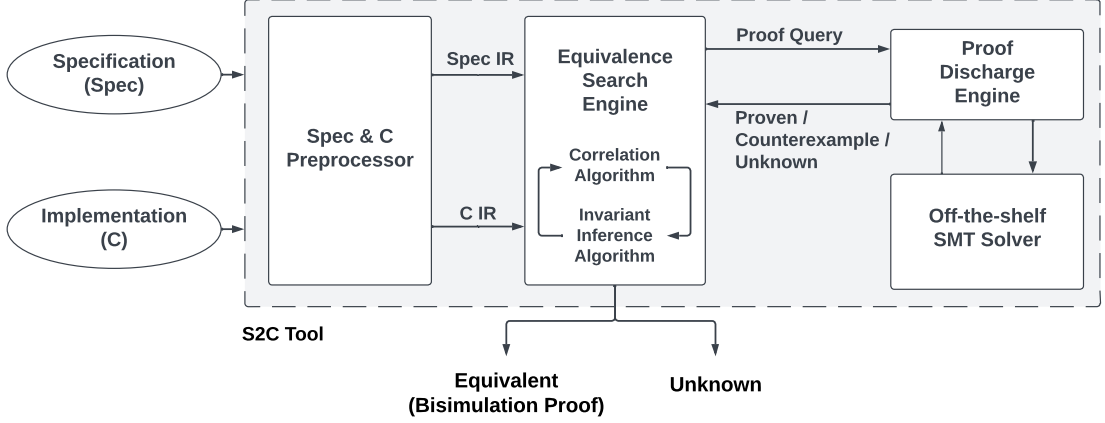 Specification
(Spec)
Implementation
(C)
Spec & C
Preprocessor
Spec IR
C IR
Equivalence
Search
Engine
Correlation
Algorithm
Invariant
Inference
Algorithm
Proof Query
Proven /
Counterexample /
Unknown
Proof
Discharge
Engine
Off-the-shelf
SMT Solver
S2C Tool
Equivalent
(Bisimulation Proof)
Unknown